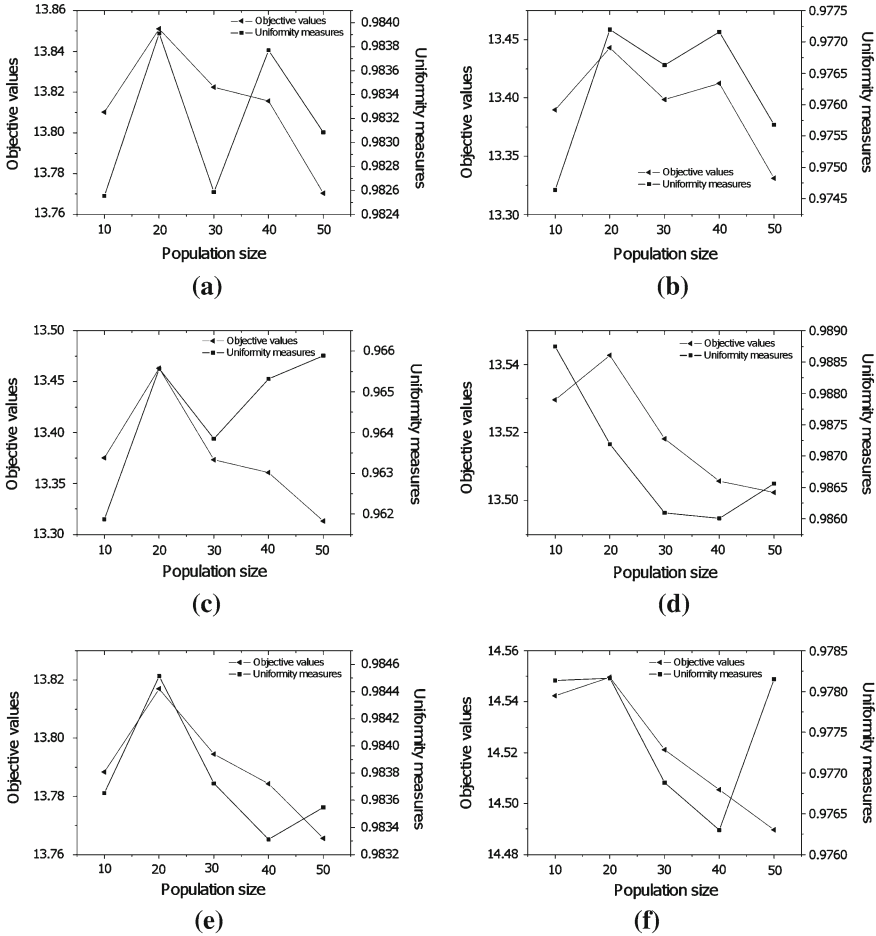 Objective values
13.86
13.84
13.82
13.80
13.78
13.76
Objective values
Uniformity measures
0.9840
0.9838
0.9836
0.9834
0.9832
0.9830
0.9828
0.9826
0.9824
Uniformity measures
10 20 30 40 50
Population size
(a)
Objective values
13.45
13.40
13.35
13.30
Objective values
Uniformity measures
0.9775
0.9770
0.9765
0.9760
0.9755
0.9750
0.9745
Uniformity measures
10 20 30 40 50
Population size
(b)
Objective values
13.50
13.45
13.40
13.35
13.30
Objective values
Uniformity measures
0.966
0.965
0.964
0.963
0.962
Uniformity measures
10 20 30 40 50
Population size
(c)
Objective values
13.54
13.52
13.50
Objective values
Uniformity measures
0.9890
0.9885
0.9880
0.9875
0.9870
0.9865
0.9860
Uniformity measures
10 20 30 40 50
Population size
(d)
Objective values
13.82
13.80
13.78
13.76
Objective values
Uniformity measures
0.9846
0.9844
0.9842
0.9840
0.9838
0.9836
0.9834
0.9832
Uniformity measures
10 20 30 40 50
Population size
(e)
Objective values
14.56
14.54
14.52
14.50
14.48
Objective values
Uniformity measures
0.9785
0.9780
0.9775
0.9770
0.9765
0.9760
Uniformity measures
10 20 30 40 50
Population size
(f)